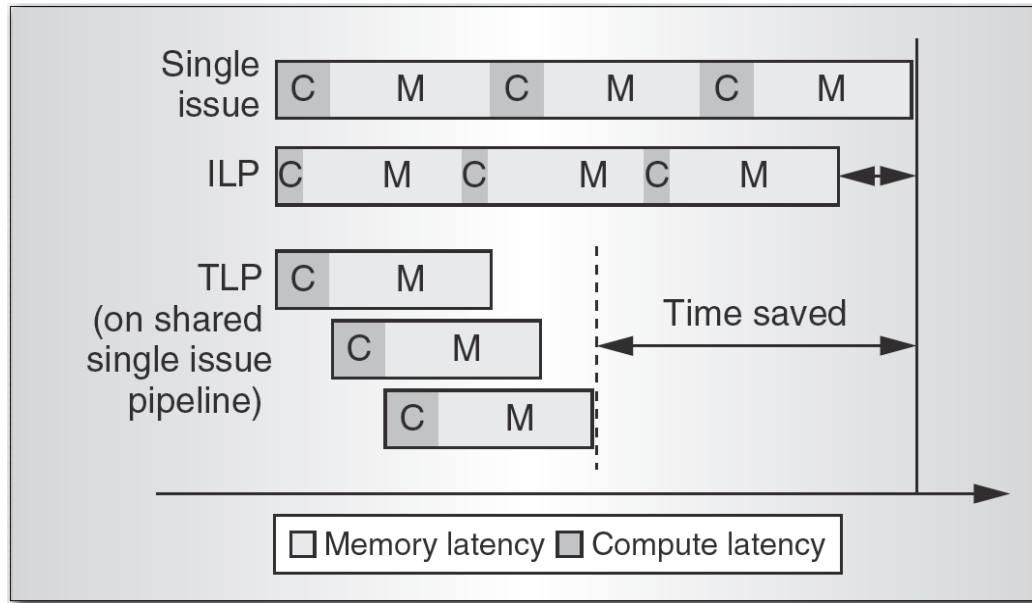 Single
issue
C M C M C M
ILP
C M C M C M
TLP
(on shared
single issue
pipeline)
C M
C M
C M
Time saved
Memory latency Compute latency